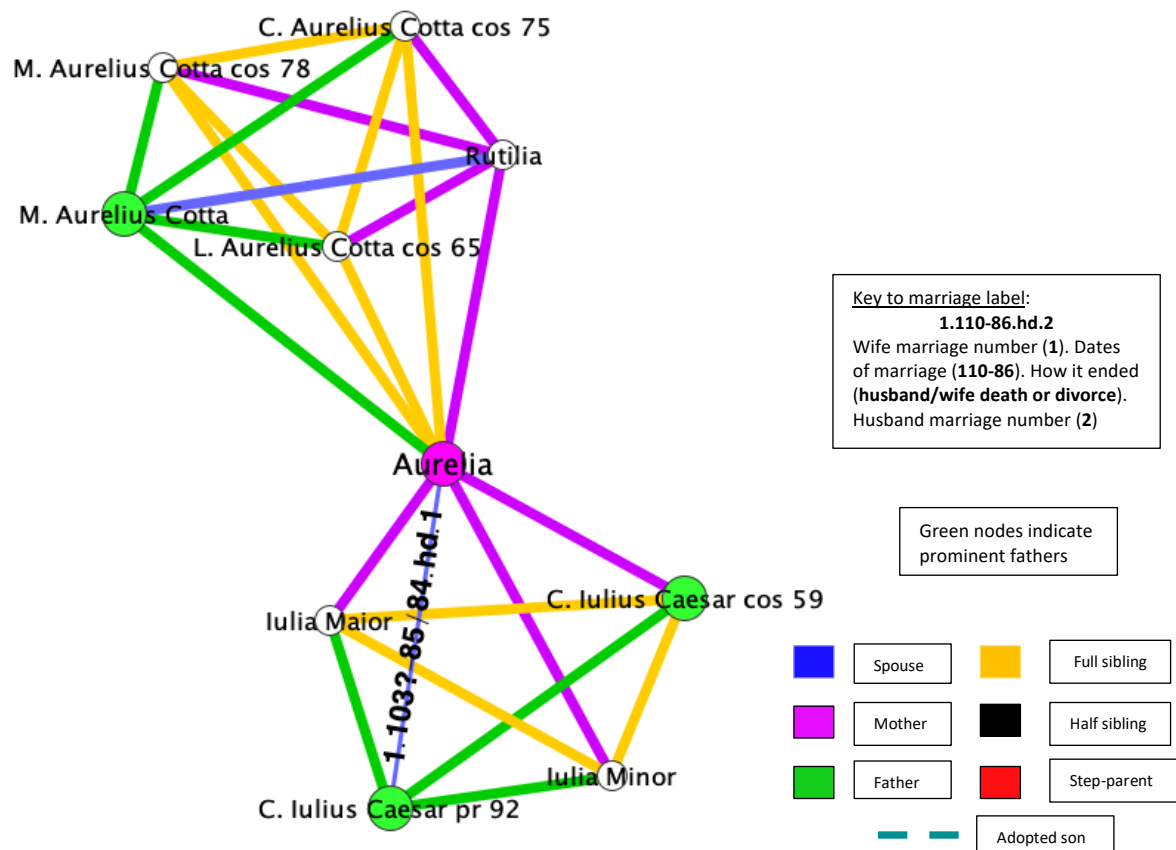 C. Aurelius Cotta cos 75
M. Aurelius Cotta cos 78
Rutilia
M. Aurelius Cotta
L. Aurelius Cotta cos 65
Key to marriage label:
1.110-86.hd.2
Wife marriage number (1). Dates
of marriage (110-86). How it ended
(husband/wife death or divorce).
Husband marriage number (2)
Aurelia
Green nodes indicate
prominent fathers
1.103?-85/84.hd.1
C. Iulius Caesar cos 59
Iulia Maior
Iulia Minor
C. Iulius Caesar pr 92
Spouse
Full sibling
Mother
Half sibling
Father
Step-parent
Adopted son